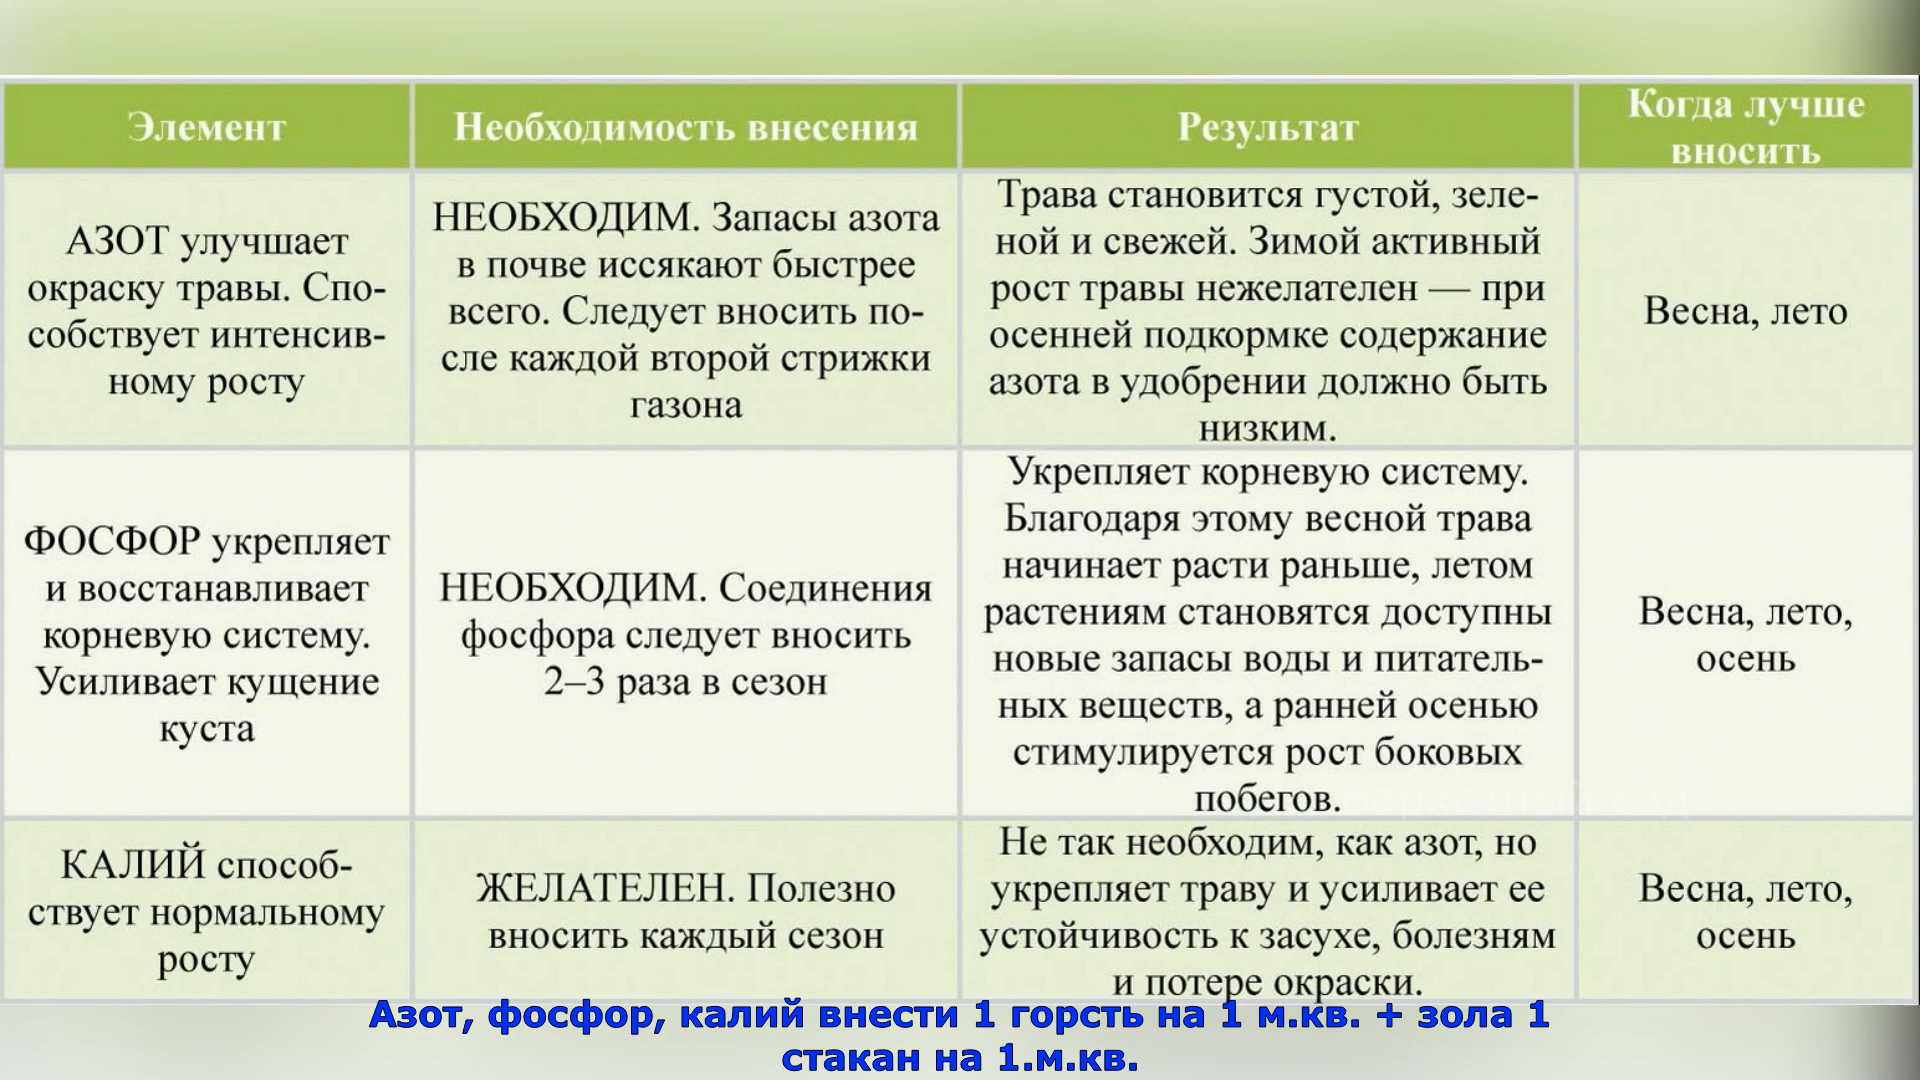 Элемент
Необходимость внесения
Результат
Когда лучше
вносить
АЗОТ улучшает
окраску травы. Спо-
собствует интенсив-
ному росту
НЕОБХОДИМ. Запасы азота
в почве иссякают быстрее
всего. Следует вносить по-
сле каждой второй стрижки
газона
Трава становится густой, зеле-
ной и свежей. Зимой активный
рост травы нежелателен — при
осенней подкормке содержание
азота в удобрении должно быть
низким.
Весна, лето
ФОСФОР укрепляет
и восстанавливает
корневую систему.
Усиливает кущение
куста
НЕОБХОДИМ. Соединения
фосфора следует вносить
2–3 раза в сезон
Укрепляет корневую систему.
Благодаря этому весной трава
начинает расти раньше, летом
растениям становятся доступны
новые запасы воды и питатель-
ных веществ, а ранней осенью
стимулируется рост боковых
побегов.
Весна, лето,
осень
КАЛИЙ способ-
ствует нормальному
росту
ЖЕЛАТЕЛЕН. Полезно
вносить каждый сезон
Не так необходим, как азот, но
укрепляет траву и усиливает ее
устойчивость к засухе, болезням
и потере окраски.
Весна, лето,
осень
Азот, фосфор, калий внести 1 горсть на 1 м.кв. + зола 1
стакан на 1.м.кв.